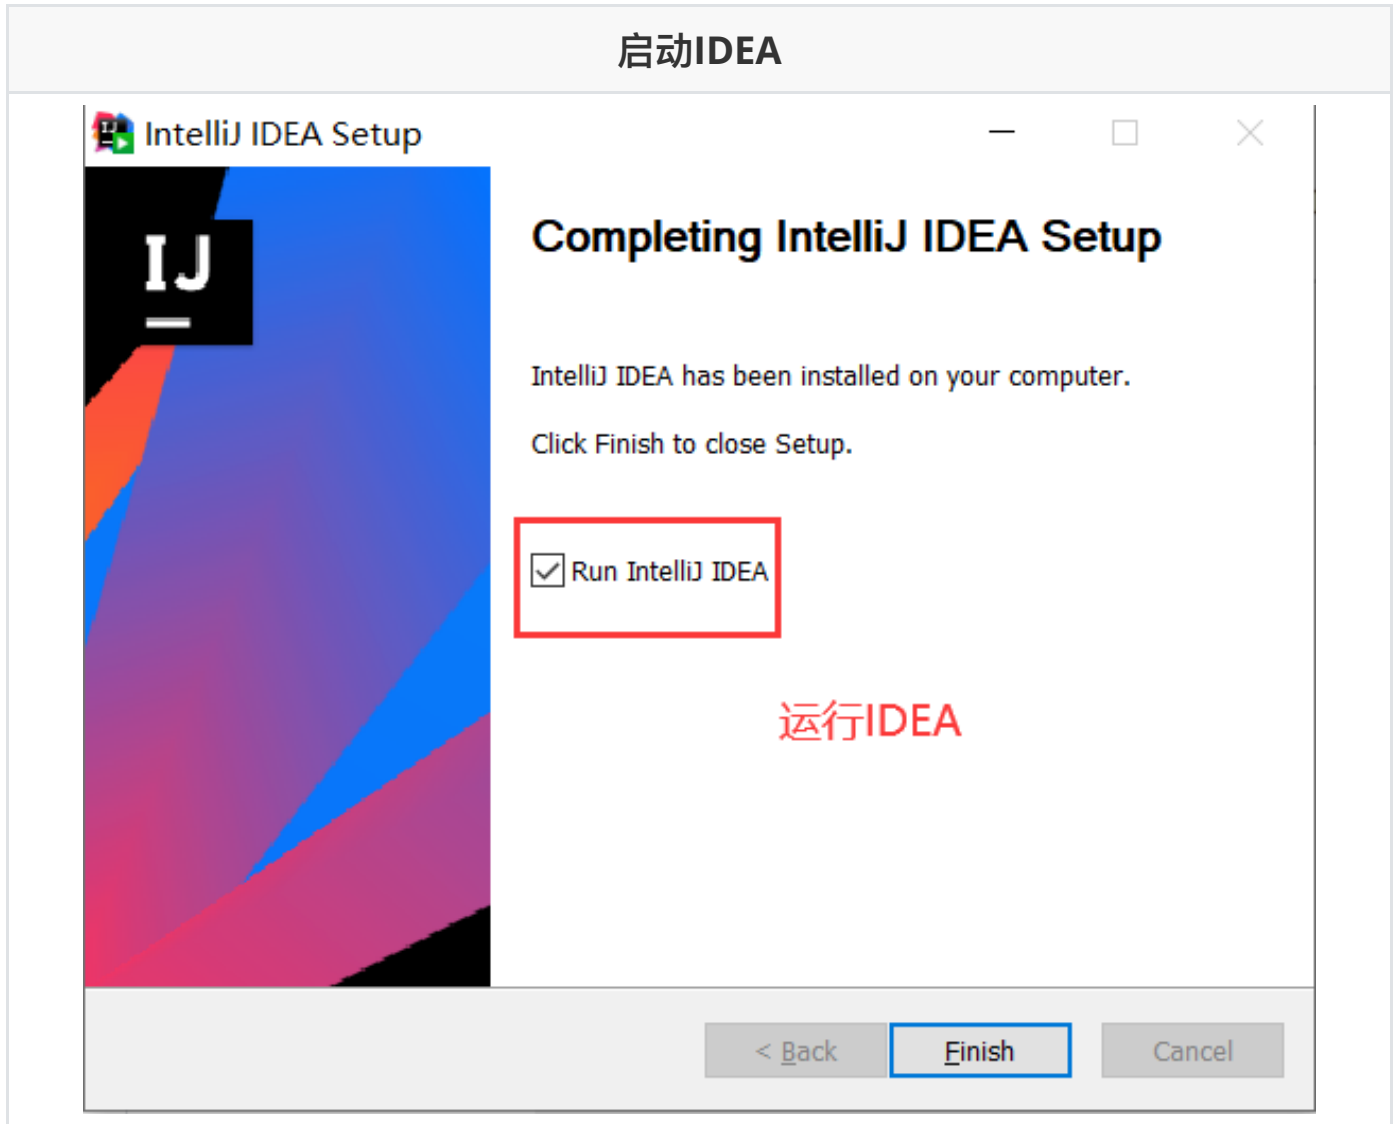 启动IDEA
IntelliJ IDEA Setup
IJ
Completing IntelliJ IDEA Setup
IntelliJ IDEA has been installed on your computer.
Click Finish to close Setup.
Run IntelliJ IDEA
运行IDEA
< Back
Finish
Cancel